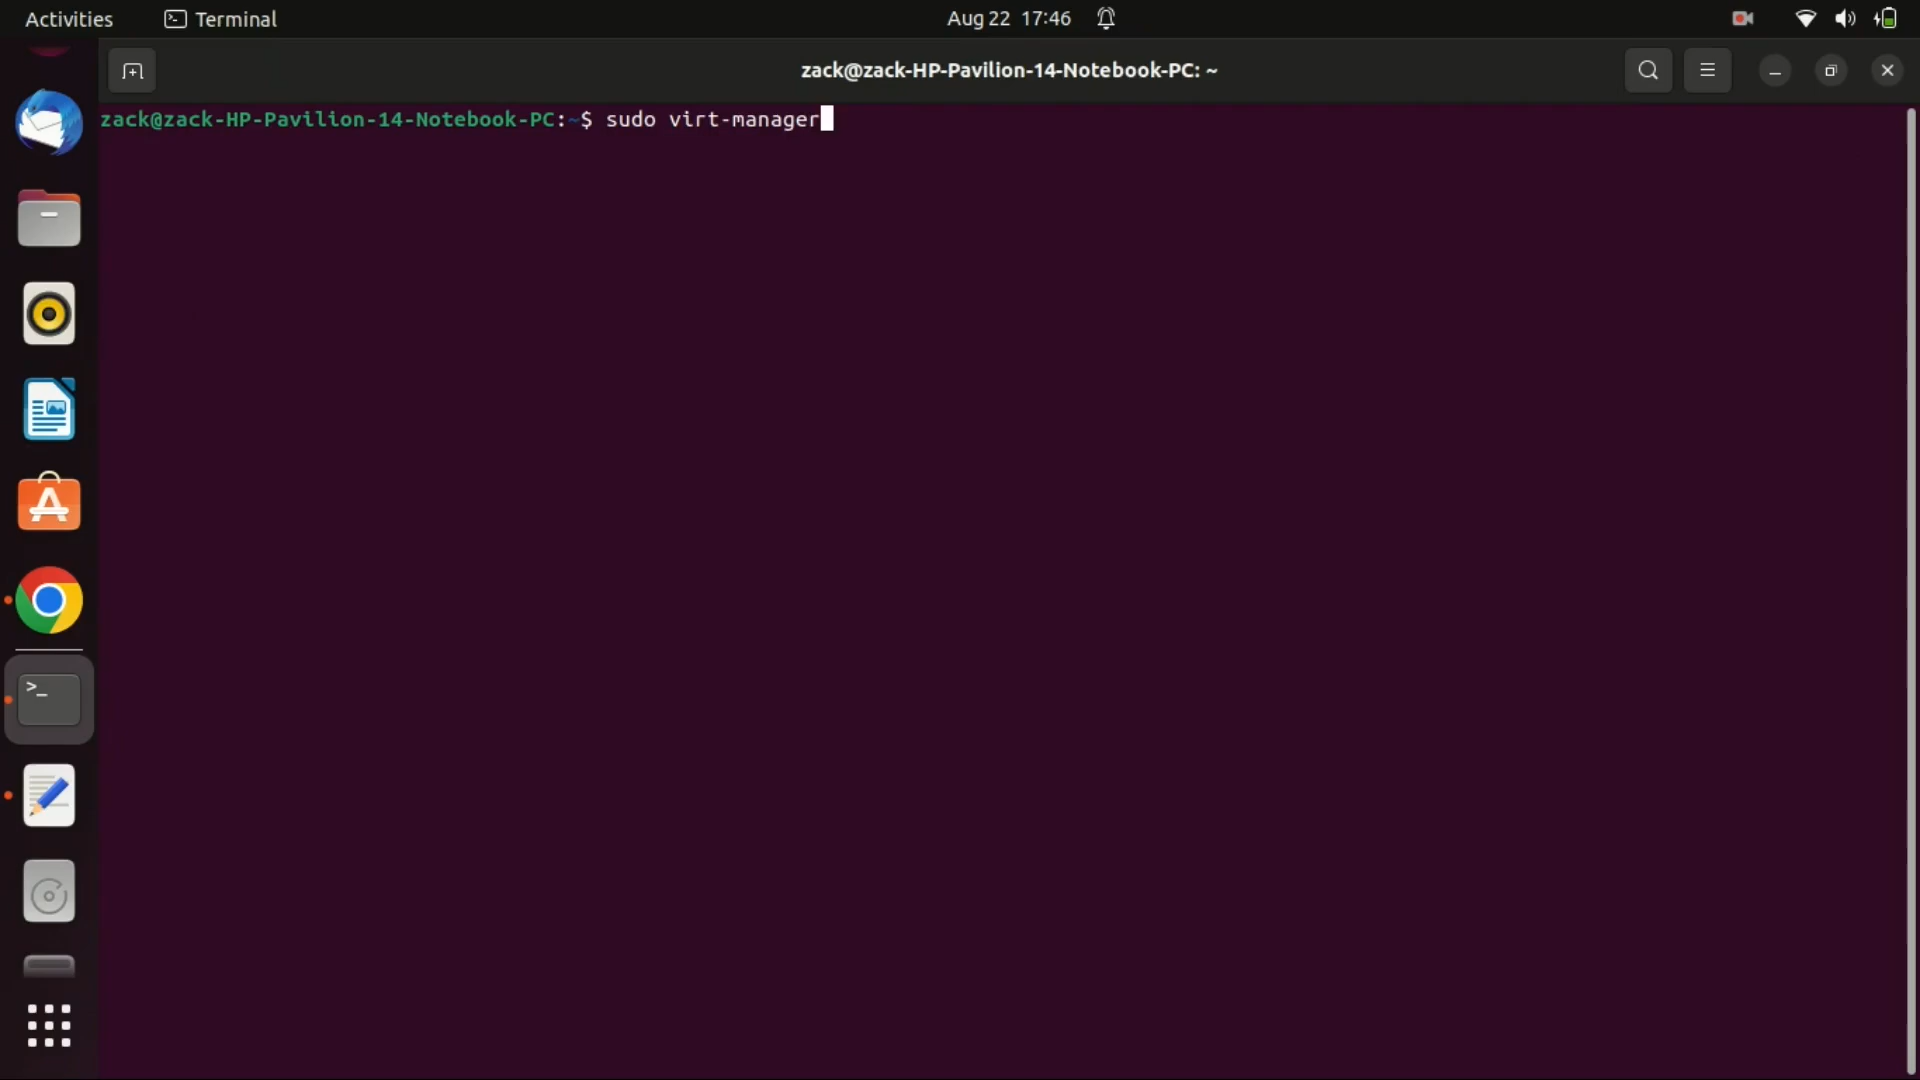 Activities
Terminal
Aug 22 17:46
zack@zack-HP-Pavilion-14-Notebook-PC: ~
zack@zack-HP-Pavilion-14-Notebook-PC:~$ sudo virt-manager